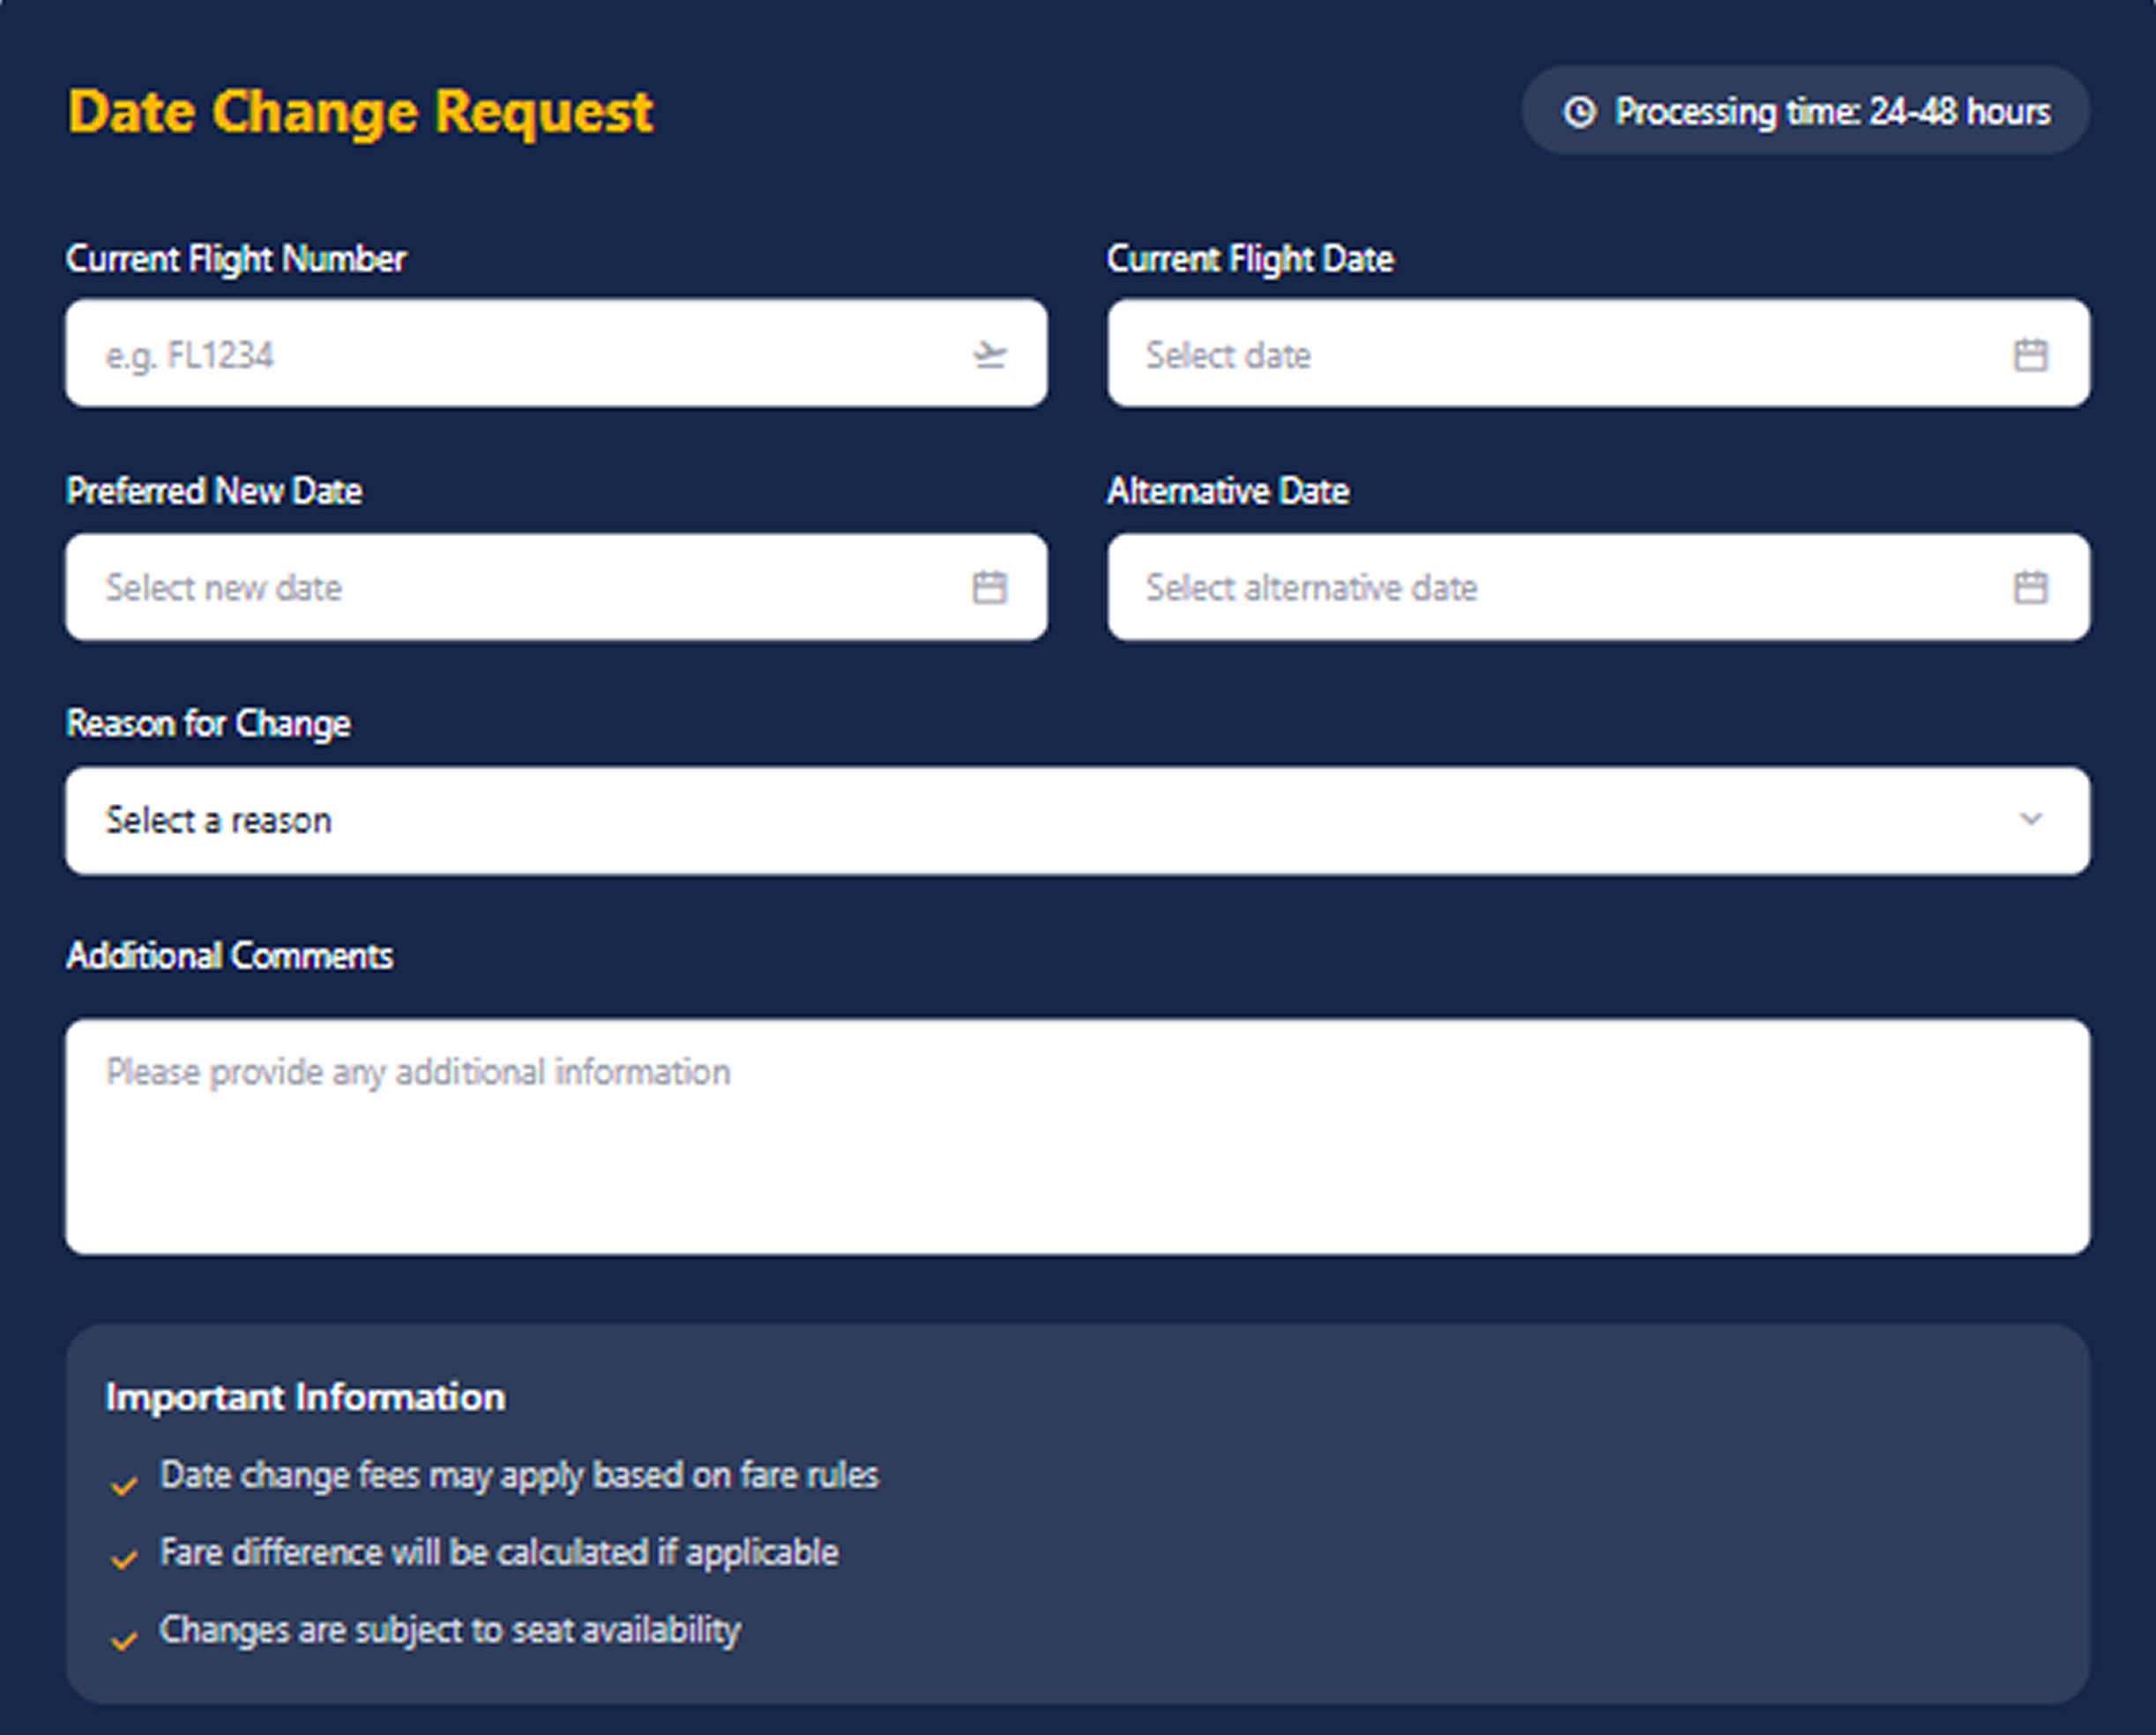 Date Change Request
Processing time: 24-48 hours
Current Flight Number
Current Flight Date
e.g. FL1234
Select date
Preferred New Date
Alternative Date
Select new date
Select alternative date
Reason for Change
Select a reason
Additional Comments
Please provide any additional information
Important Information
Date change fees may apply based on fare rules
Fare difference will be calculated if applicable
Changes are subject to seat availability